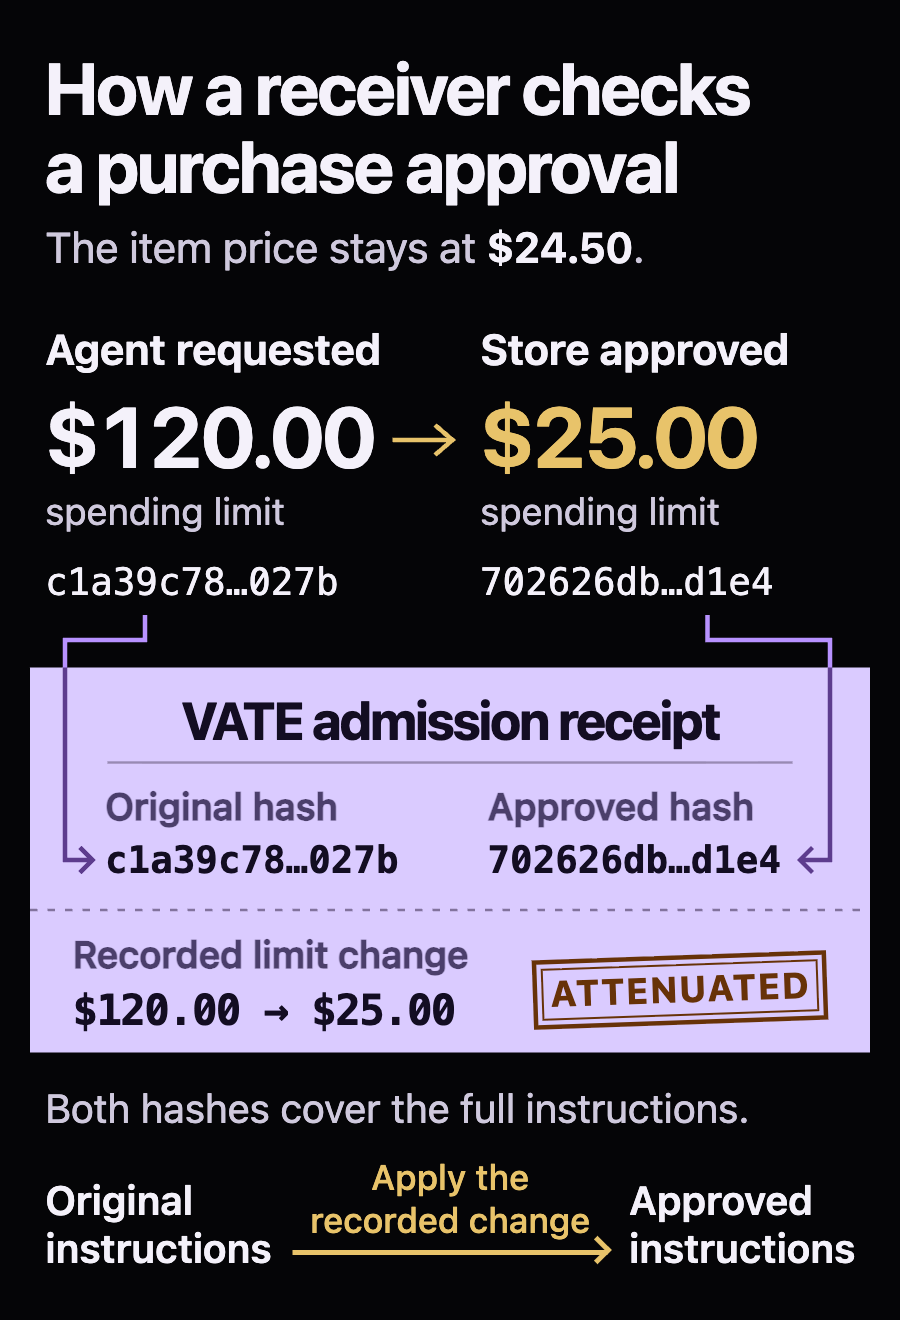 How a receiver checks
a purchase approval
The item price stays at $24.50.
Agent requested
$120.00 →
spending limit
c1a39c78…027b
Store approved
$25.00
spending limit
702626db…d1e4
VATE admission receipt
Original hash
c1a39c78…027b
Approved hash
702626db…d1e4
Recorded limit change
$120.00 → $25.00
ATTENUATED
Both hashes cover the full instructions.
Original
instructions
Apply the
recorded change
Approved
instructions